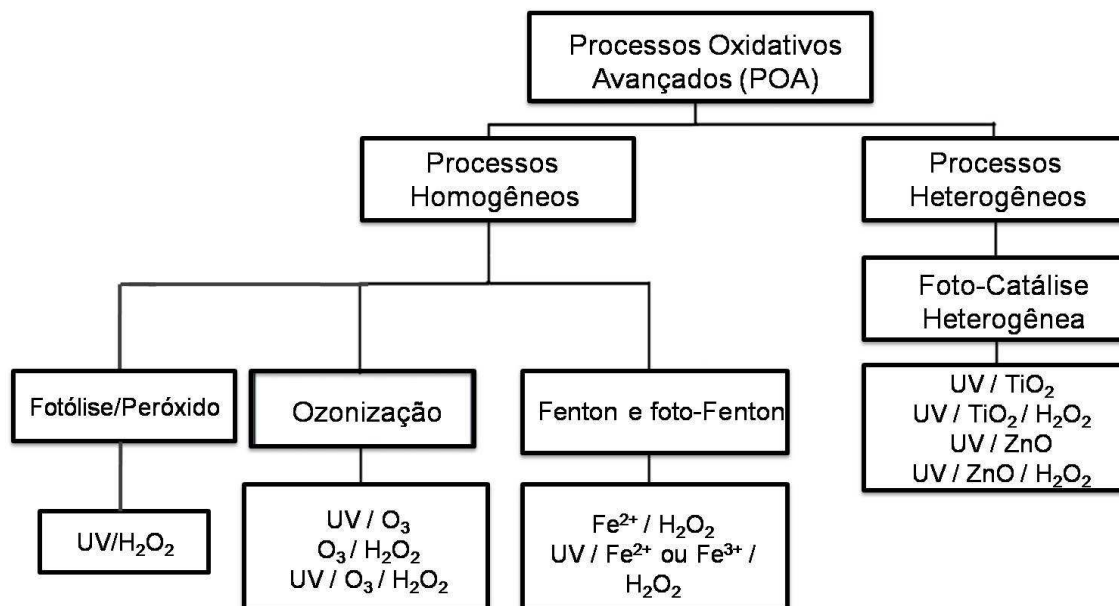 Processos Oxidativos
Avançados (POA)
Processos
Homogêneos
Processos
Heterogêneos
Foto-Catálise
Heterogênea
Fotólise/Peróxido
Ozonização
Fenton e foto-Fenton
UV / TiO₂
UV / TiO₂ / H₂O₂
UV / ZnO
UV / ZnO / H₂O₂
UV/H₂O₂
UV / O₃
O₃ / H₂O₂
UV / O₃ / H₂O₂
Fe²⁺ / H₂O₂
UV / Fe²⁺ ou Fe³⁺ /
H₂O₂